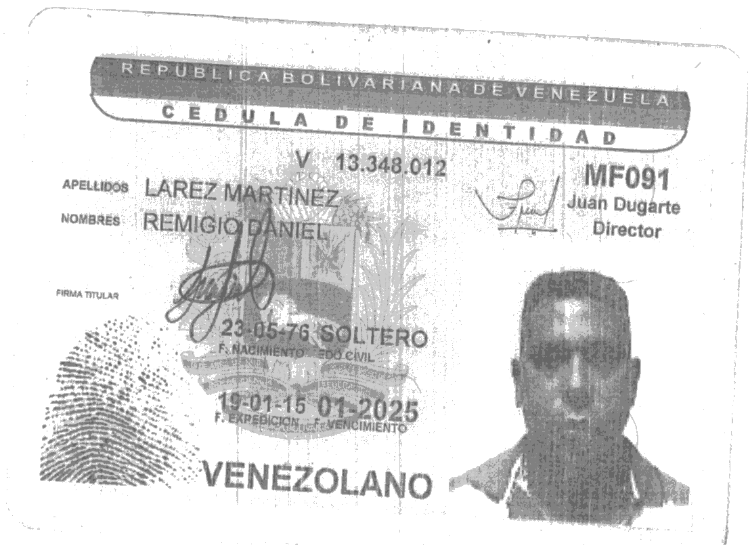 REPUBLICA BOLIVARIANA DE VENEZUELA
CEDULA DE IDENTIDAD
V 13.348.012
MF091
APELLIDOS LAREZ MARTINEZ
Juan Dugarte
NOMBRES REMIGIO DANIEL
Director
FIRMA TITULAR
23-05-76 SOLTERO
F. NACIMIENTO EDO CIVIL
19-01-15 01-2025
F. EXPEDICION F. VENCIMIENTO
VENEZOLANO